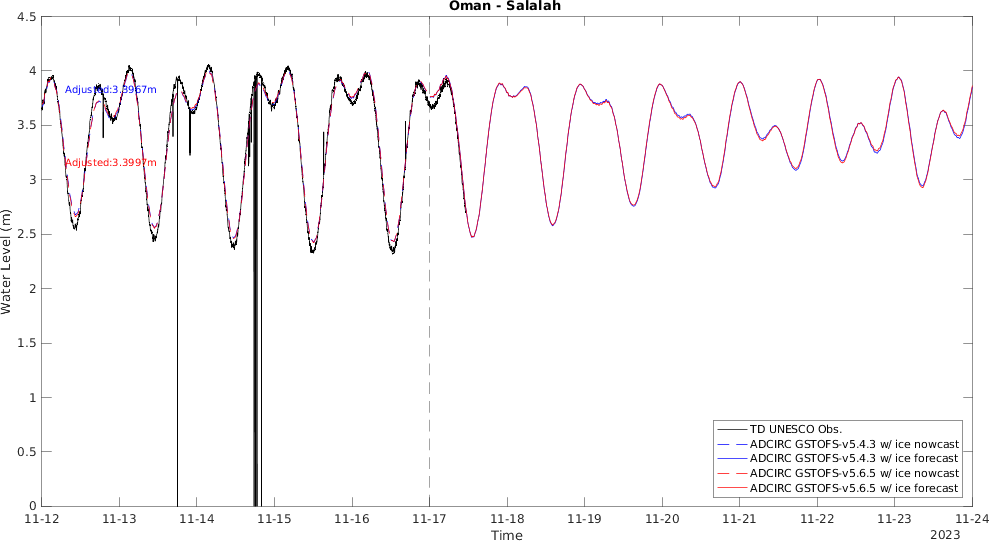 Oman - Salalah
4.5
4
3.5
3
2.5
2
1.5
1
0.5
0
Water Level (m)
Adjusted:3.3967m
Adjusted:3.3997m
TD UNESCO Obs.
ADCIRC GSTOFS-v5.4.3 w/ ice nowcast
ADCIRC GSTOFS-v5.4.3 w/ ice forecast
ADCIRC GSTOFS-v5.6.5 w/ ice nowcast
ADCIRC GSTOFS-v5.6.5 w/ ice forecast
11-12 11-13 11-14 11-15 11-16 11-17 11-18 11-19 11-20 11-21 11-22 11-23 11-24
Time
2023